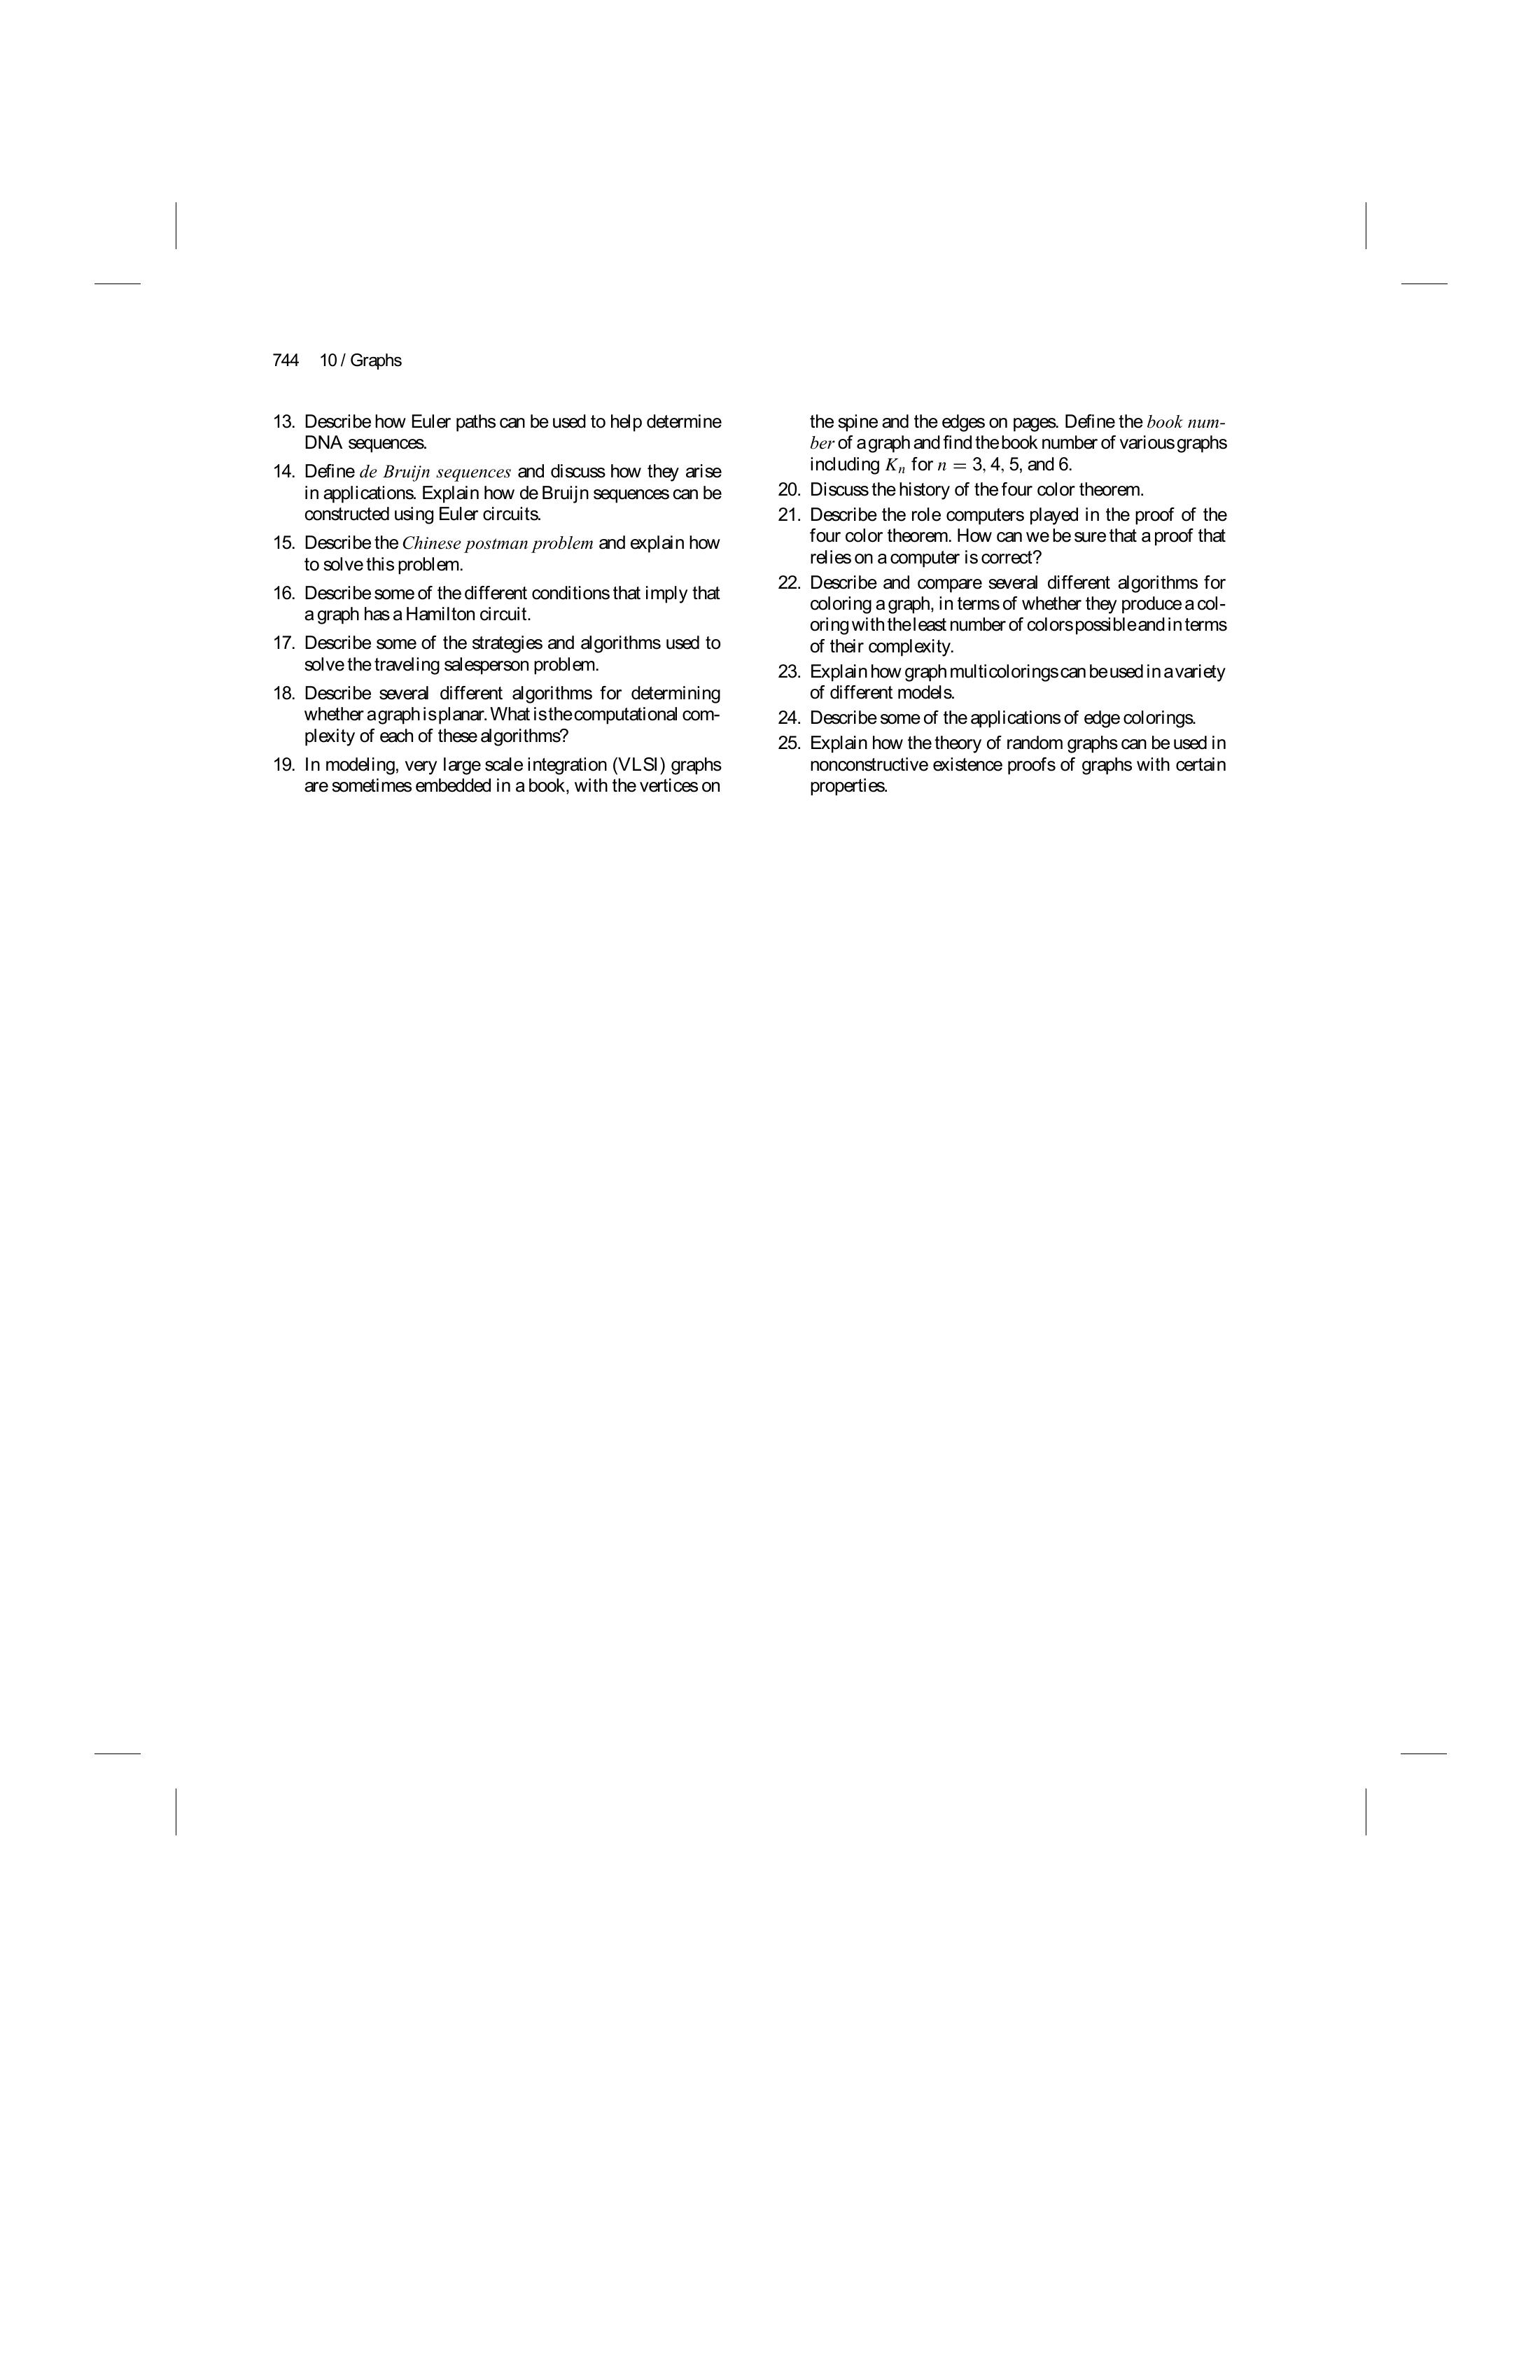 744 10 / Graphs
13. Describe how Euler paths can be used to help determine
DNA sequences.
14. Define de Bruijn sequences and discuss how they arise
in applications. Explain how de Bruijn sequences can be
constructed using Euler circuits.
15. Describe the Chinese postman problem and explain how
to solve this problem.
16. Describe some of the different conditions that imply that
a graph has a Hamilton circuit.
17. Describe some of the strategies and algorithms used to
solve the traveling salesperson problem.
18. Describe several different algorithms for determining
whether a graph is planar. What is the computational com-
plexity of each of these algorithms?
19. In modeling, very large scale integration (VLSI) graphs
are sometimes embedded in a book, with the vertices on
the spine and the edges on pages. Define the book num-
ber of a graph and find the book number of various graphs
including Kn for n = 3, 4, 5, and 6.
20. Discuss the history of the four color theorem.
21. Describe the role computers played in the proof of the
four color theorem. How can we be sure that a proof that
relies on a computer is correct?
22. Describe and compare several different algorithms for
coloring a graph, in terms of whether they produce a col-
oring with the least number of colors possible and in terms
of their complexity.
23. Explain how graph multicolorings can be used in a variety
of different models.
24. Describe some of the applications of edge colorings.
25. Explain how the theory of random graphs can be used in
nonconstructive existence proofs of graphs with certain
properties.